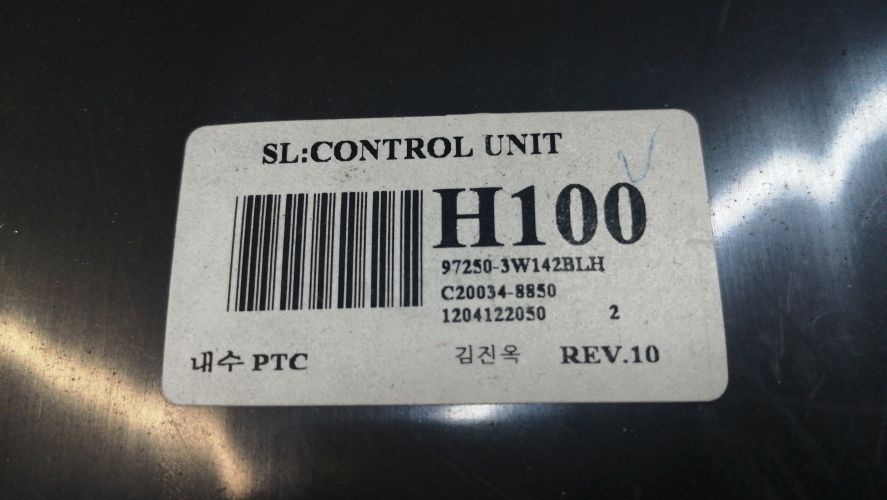 SL:CONTROL UNIT
H100
97250-3W142BLH
C20034-8850
1204122050 2
내수 PTC 김진옥 REV.10